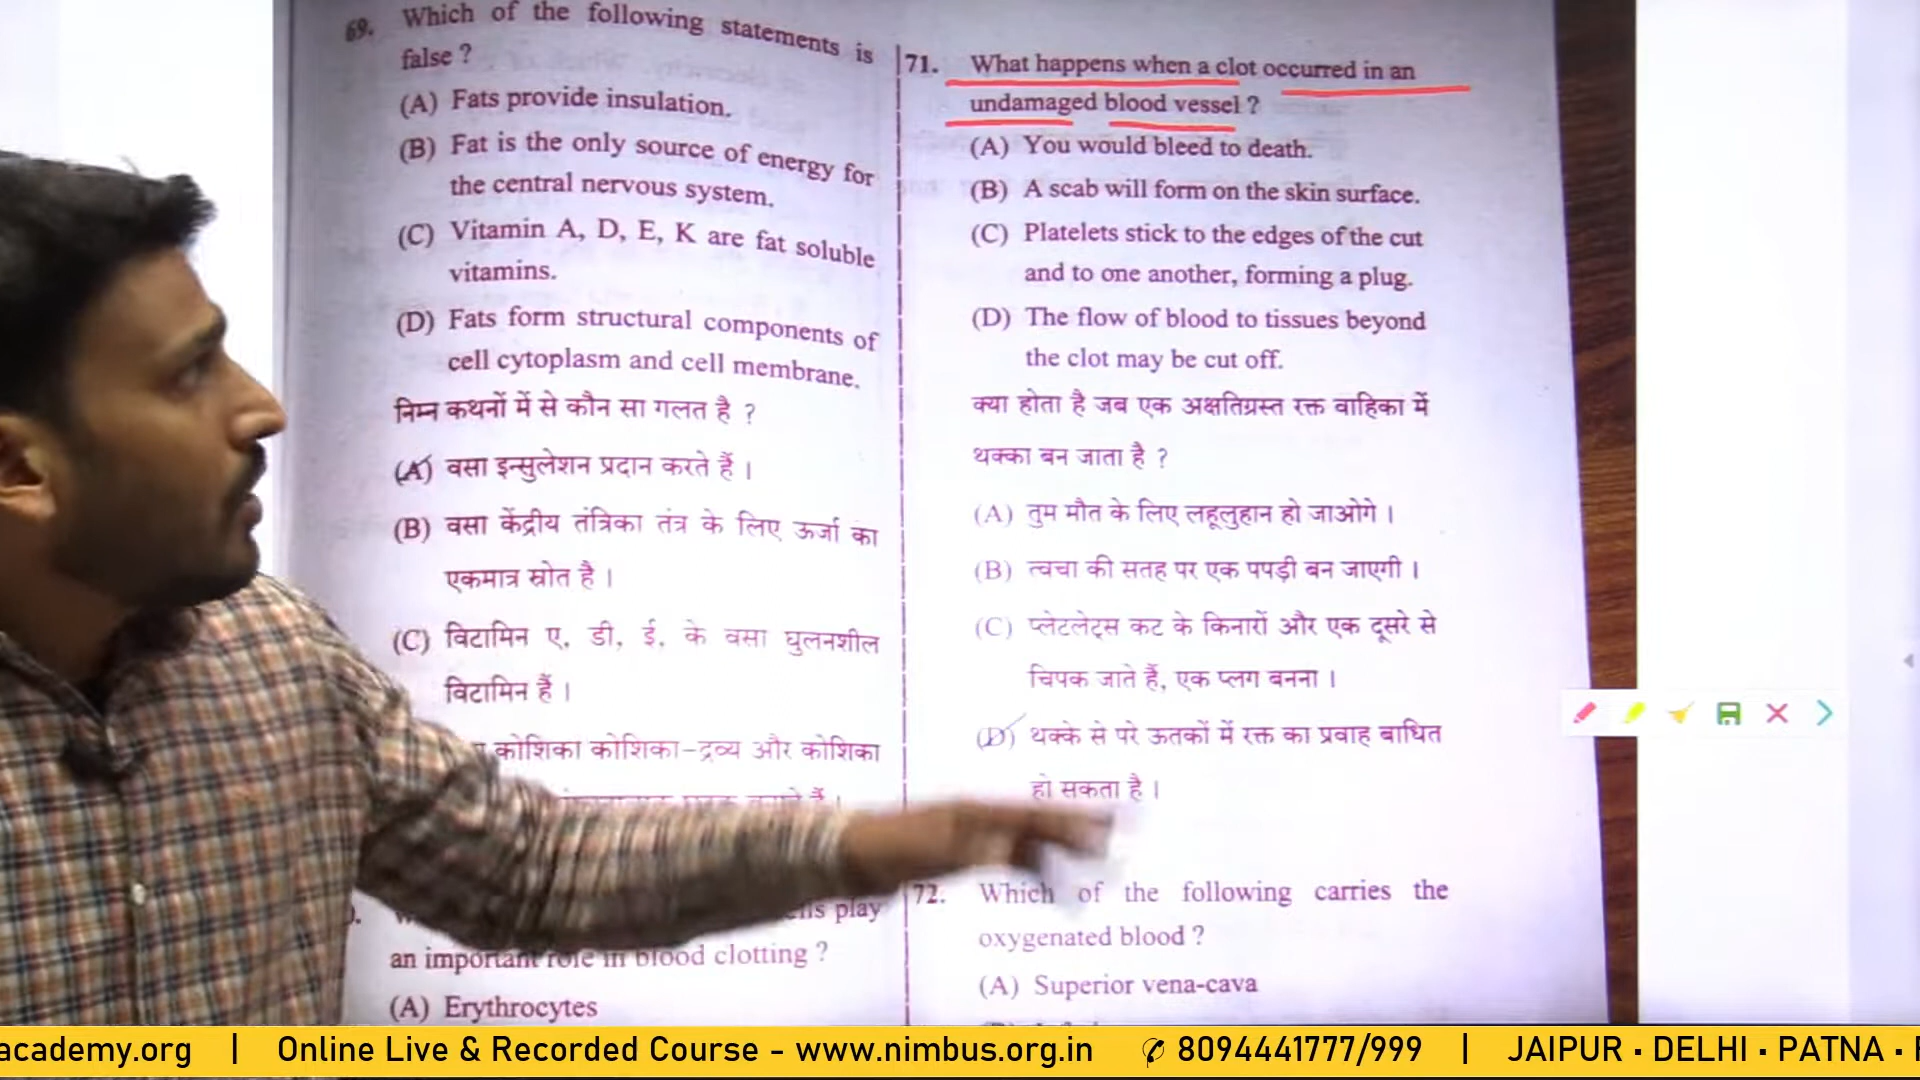 69. Which of the following statements is
false ?
(A) Fats provide insulation.
(B) Fat is the only source of energy for
the central nervous system.
(C) Vitamin A, D, E, K are fat soluble
vitamins.
(D) Fats form structural components of
cell cytoplasm and cell membrane.
निम्न कथनों में से कौन सा गलत है ?
(A) वसा इन्सुलेशन प्रदान करते हैं ।
(B) वसा केंद्रीय तंत्रिका तंत्र के लिए ऊर्जा का
एकमात्र स्रोत है ।
(C) विटामिन ए, डी, ई, के वसा घुलनशील
विटामिन हैं ।
कोशिका कोशिका-द्रव्य और कोशिका
play
an important role in blood clotting ?
(A) Erythrocytes
71. What happens when a clot occurred in an
undamaged blood vessel ?
(A) You would bleed to death.
(B) A scab will form on the skin surface.
(C) Platelets stick to the edges of the cut
and to one another, forming a plug.
(D) The flow of blood to tissues beyond
the clot may be cut off.
क्या होता है जब एक अक्षतिग्रस्त रक्त वाहिका में
थक्का बन जाता है ?
(A) तुम मौत के लिए लहूलुहान हो जाओगे ।
(B) त्वचा की सतह पर एक पपड़ी बन जाएगी ।
(C) प्लेटलेट्स कट के किनारों और एक दूसरे से
चिपक जाते हैं, एक प्लग बनना ।
(D) थक्के से परे ऊतकों में रक्त का प्रवाह बाधित
हो सकता है ।
72. Which of the following carries the
oxygenated blood ?
(A) Superior vena-cava
academy.org | Online Live & Recorded Course - www.nimbus.org.in ✆ 8094441777/999 | JAIPUR • DELHI • PATNA •